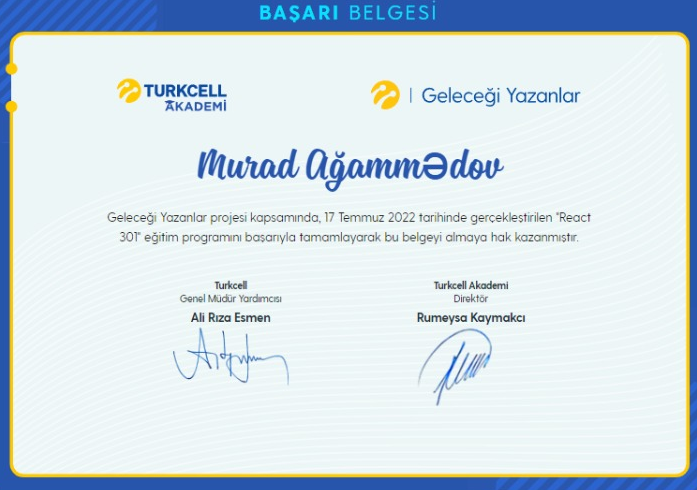 BAŞARI BELGESİ
TURKCELL
AKADEMİ
Geleceği Yazanlar
Murad AğammƏdov
Geleceği Yazanlar projesi kapsamında, 17 Temmuz 2022 tarihinde gerçekleştirilen "React
301" eğitim programını başarıyla tamamlayarak bu belgeyi almaya hak kazanmıştır.
Turkcell
Genel Müdür Yardımcısı
Ali Rıza Esmen
Turkcell Akademi
Direktör
Rumeysa Kaymakcı